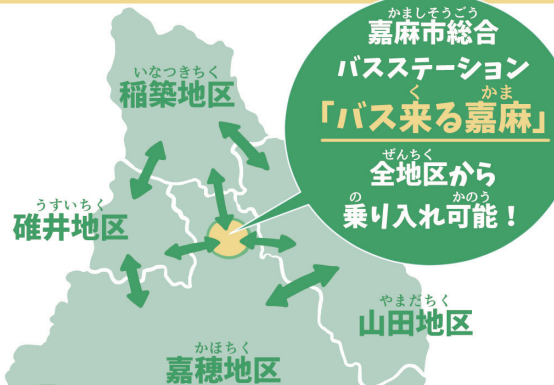 かましそうごう
嘉麻市総合
バスステーション
く かま
「バス来る嘉麻」
ぜんちく
全地区から
の かのう
乗り入れ可能！
いなつきちく
稲築地区
うすいちく
碓井地区
やまだちく
山田地区
かほちく
嘉穂地区